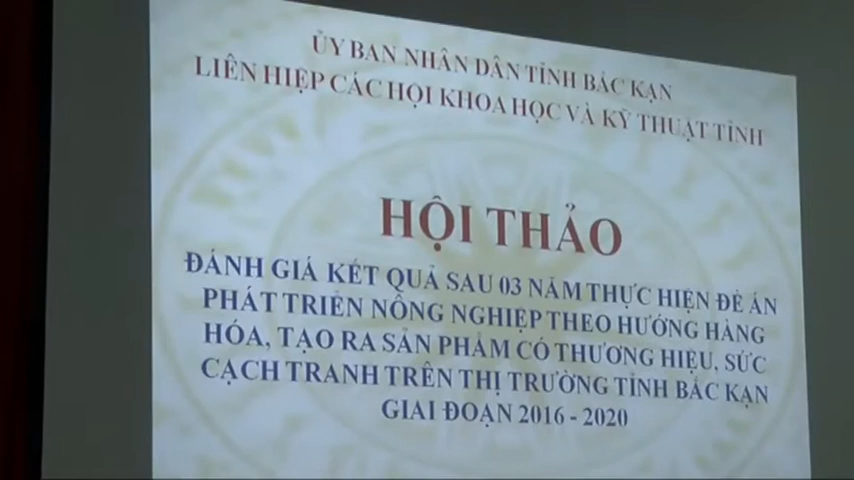 ỦY BAN NHÂN DÂN TỈNH BẮC KẠN
LIÊN HIỆP CÁC HỘI KHOA HỌC VÀ KỸ THUẬT TỈNH
HỘI THẢO
ĐÁNH GIÁ KẾT QUẢ SAU 03 NĂM THỰC HIỆN ĐỀ ÁN
PHÁT TRIỂN NÔNG NGHIỆP THEO HƯỚNG HÀNG
HÓA, TẠO RA SẢN PHẨM CÓ THƯƠNG HIỆU, SỨC
CẠCH TRANH TRÊN THỊ TRƯỜNG TỈNH BẮC KẠN
GIAI ĐOẠN 2016 - 2020